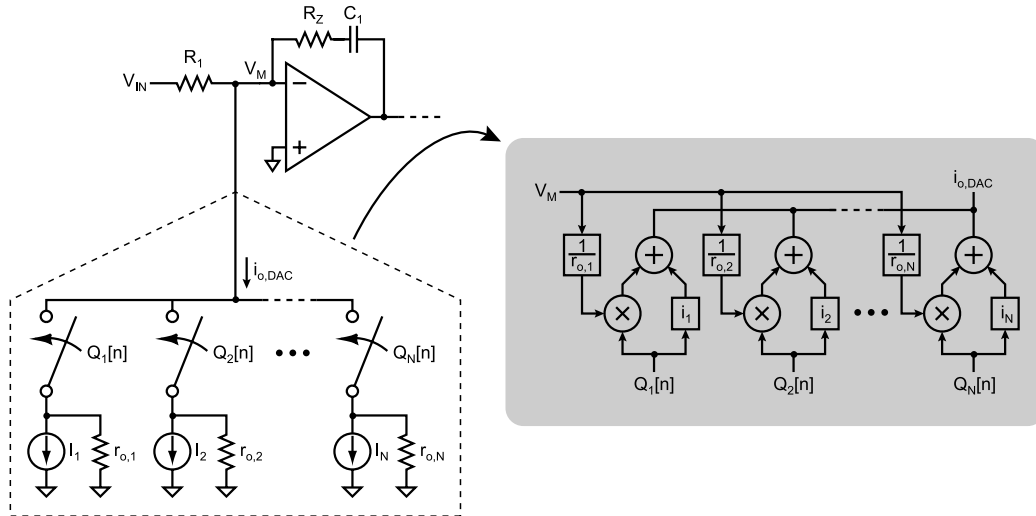 R_Z C_1
R_1
V_IN
V_M
−
+
i_o,DAC
Q_1[n]
Q_2[n]
Q_N[n]
I_1
r_o,1
I_2
r_o,2
I_N
r_o,N
V_M
i_o,DAC
1
r_o,1
+
1
r_o,2
+
1
r_o,N
+
×
i_1
×
i_2
×
i_N
Q_1[n]
Q_2[n]
Q_N[n]